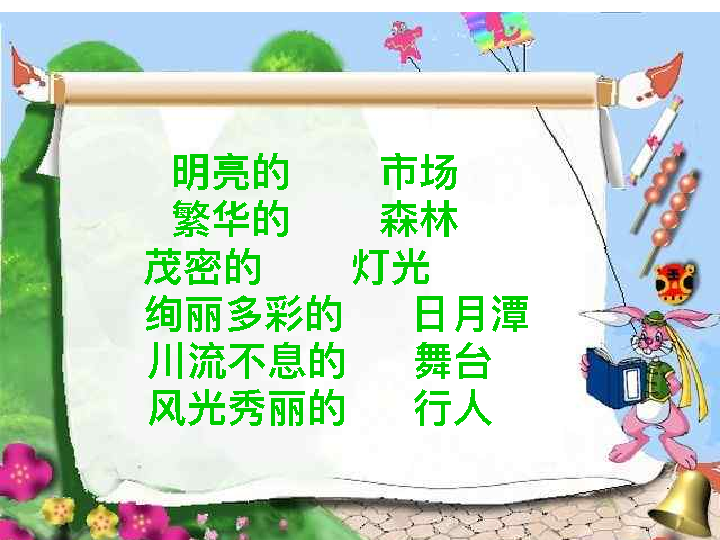 明亮的 市场
繁华的 森林
茂密的 灯光
绚丽多彩的 日月潭
川流不息的 舞台
风光秀丽的 行人